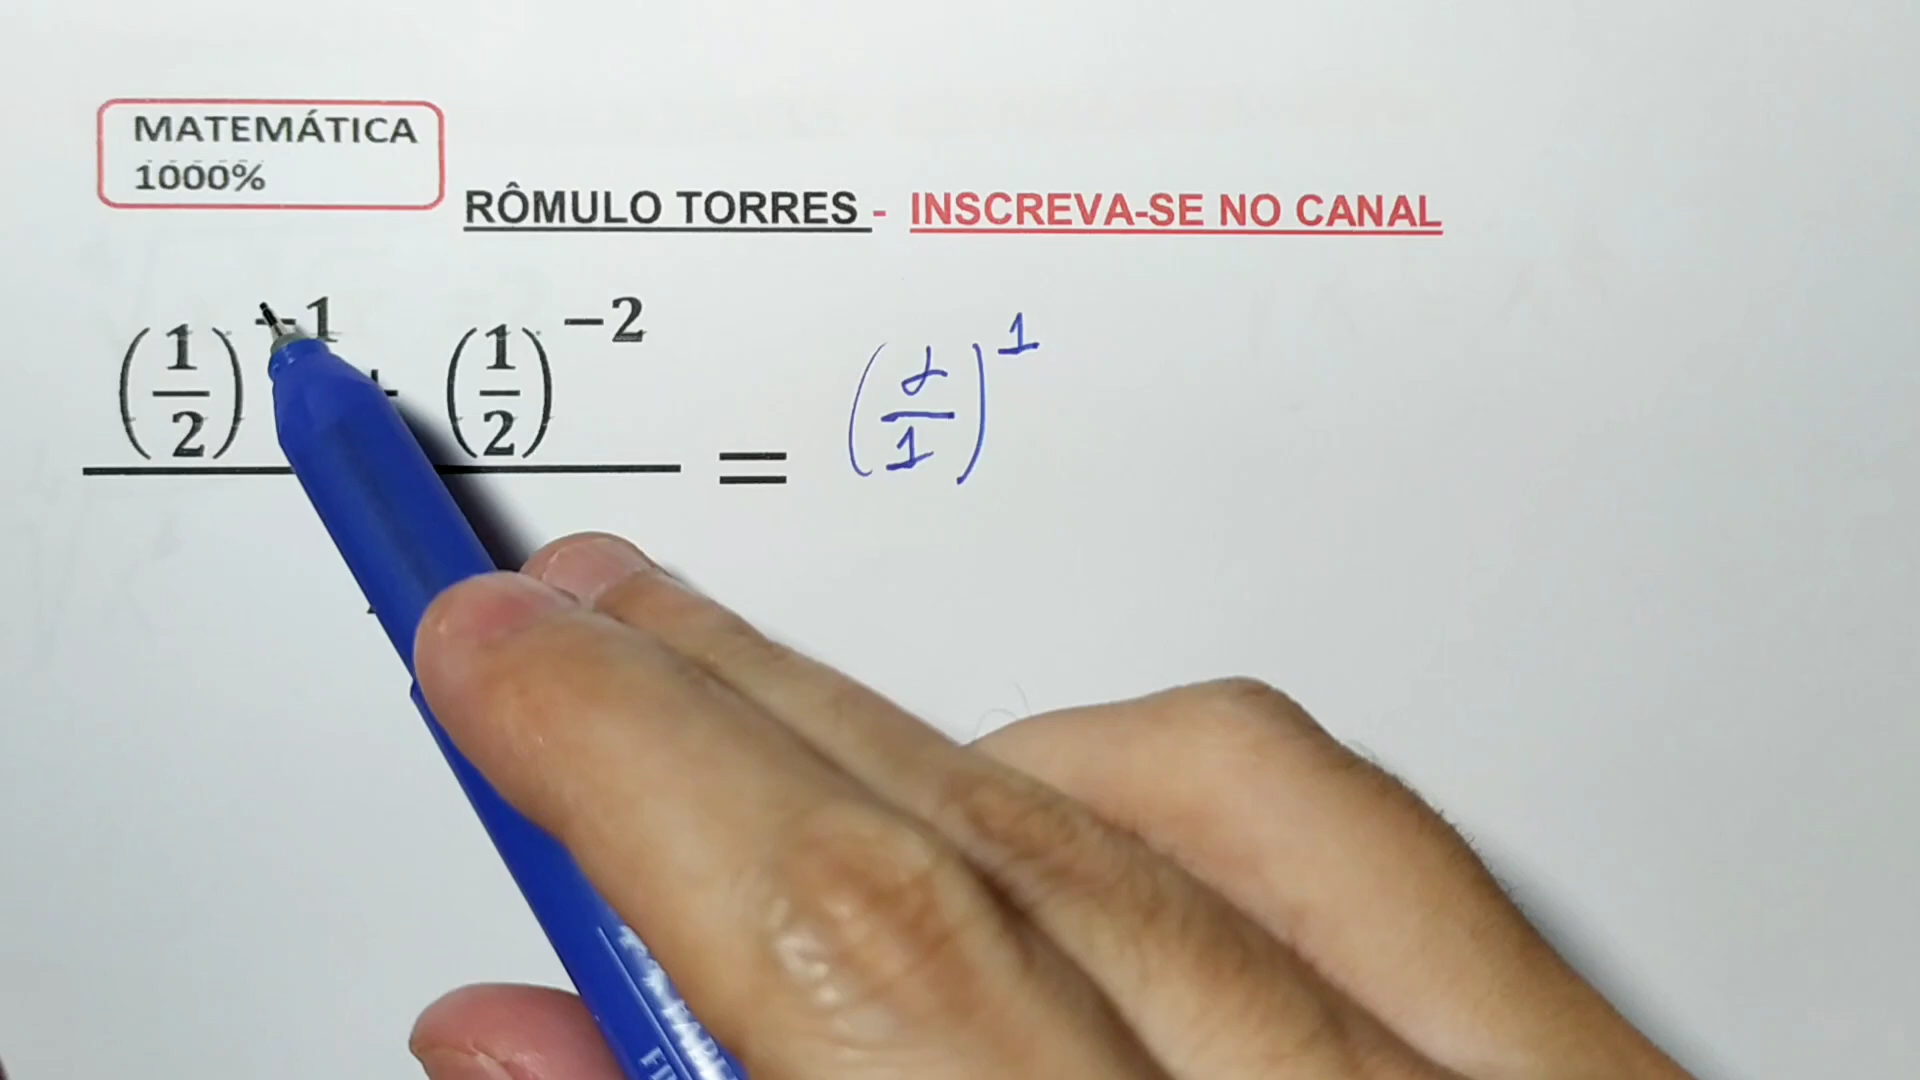 MATEMÁTICA
1000%
RÔMULO TORRES - INSCREVA-SE NO CANAL
(1/2)^-1 + (1/2)^-2 = (2/1)^1